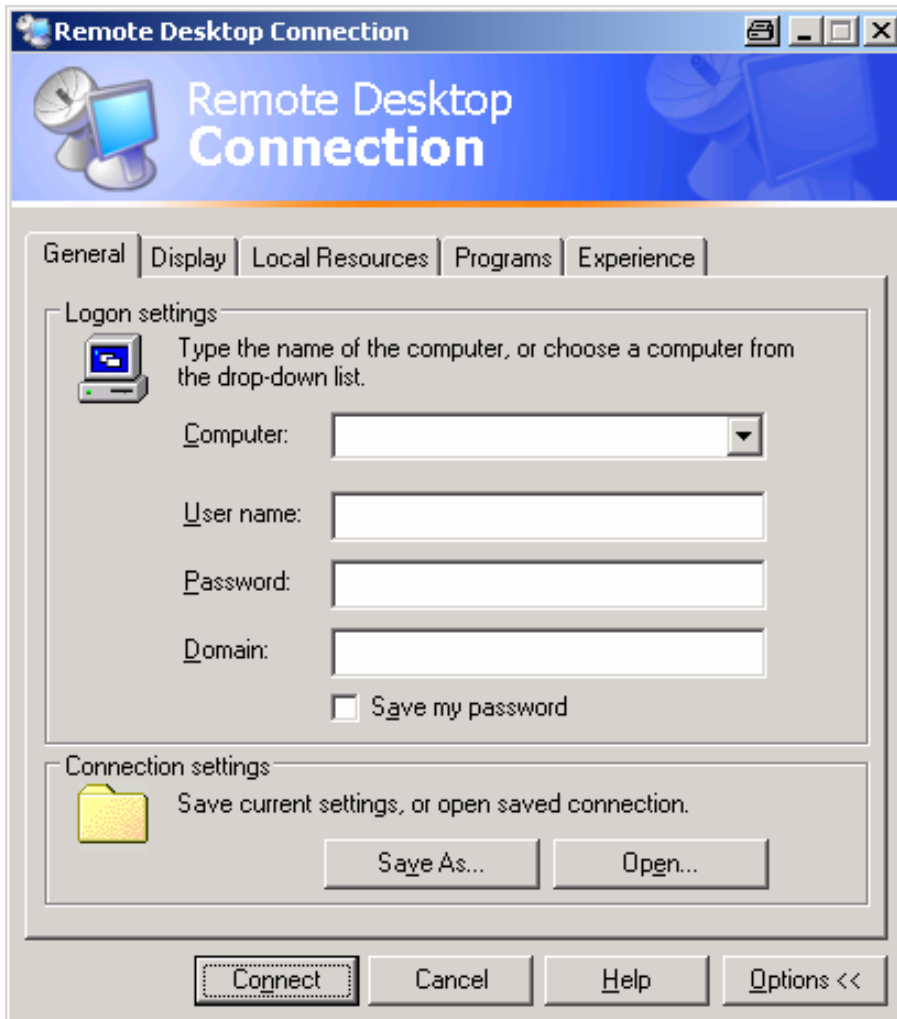 Remote Desktop Connection
Remote Desktop
Connection
General Display Local Resources Programs Experience
Logon settings
Type the name of the computer, or choose a computer from
the drop-down list.
Computer:
User name:
Password:
Domain:
Save my password
Connection settings
Save current settings, or open saved connection.
Save As... Open...
Connect Cancel Help Options <<